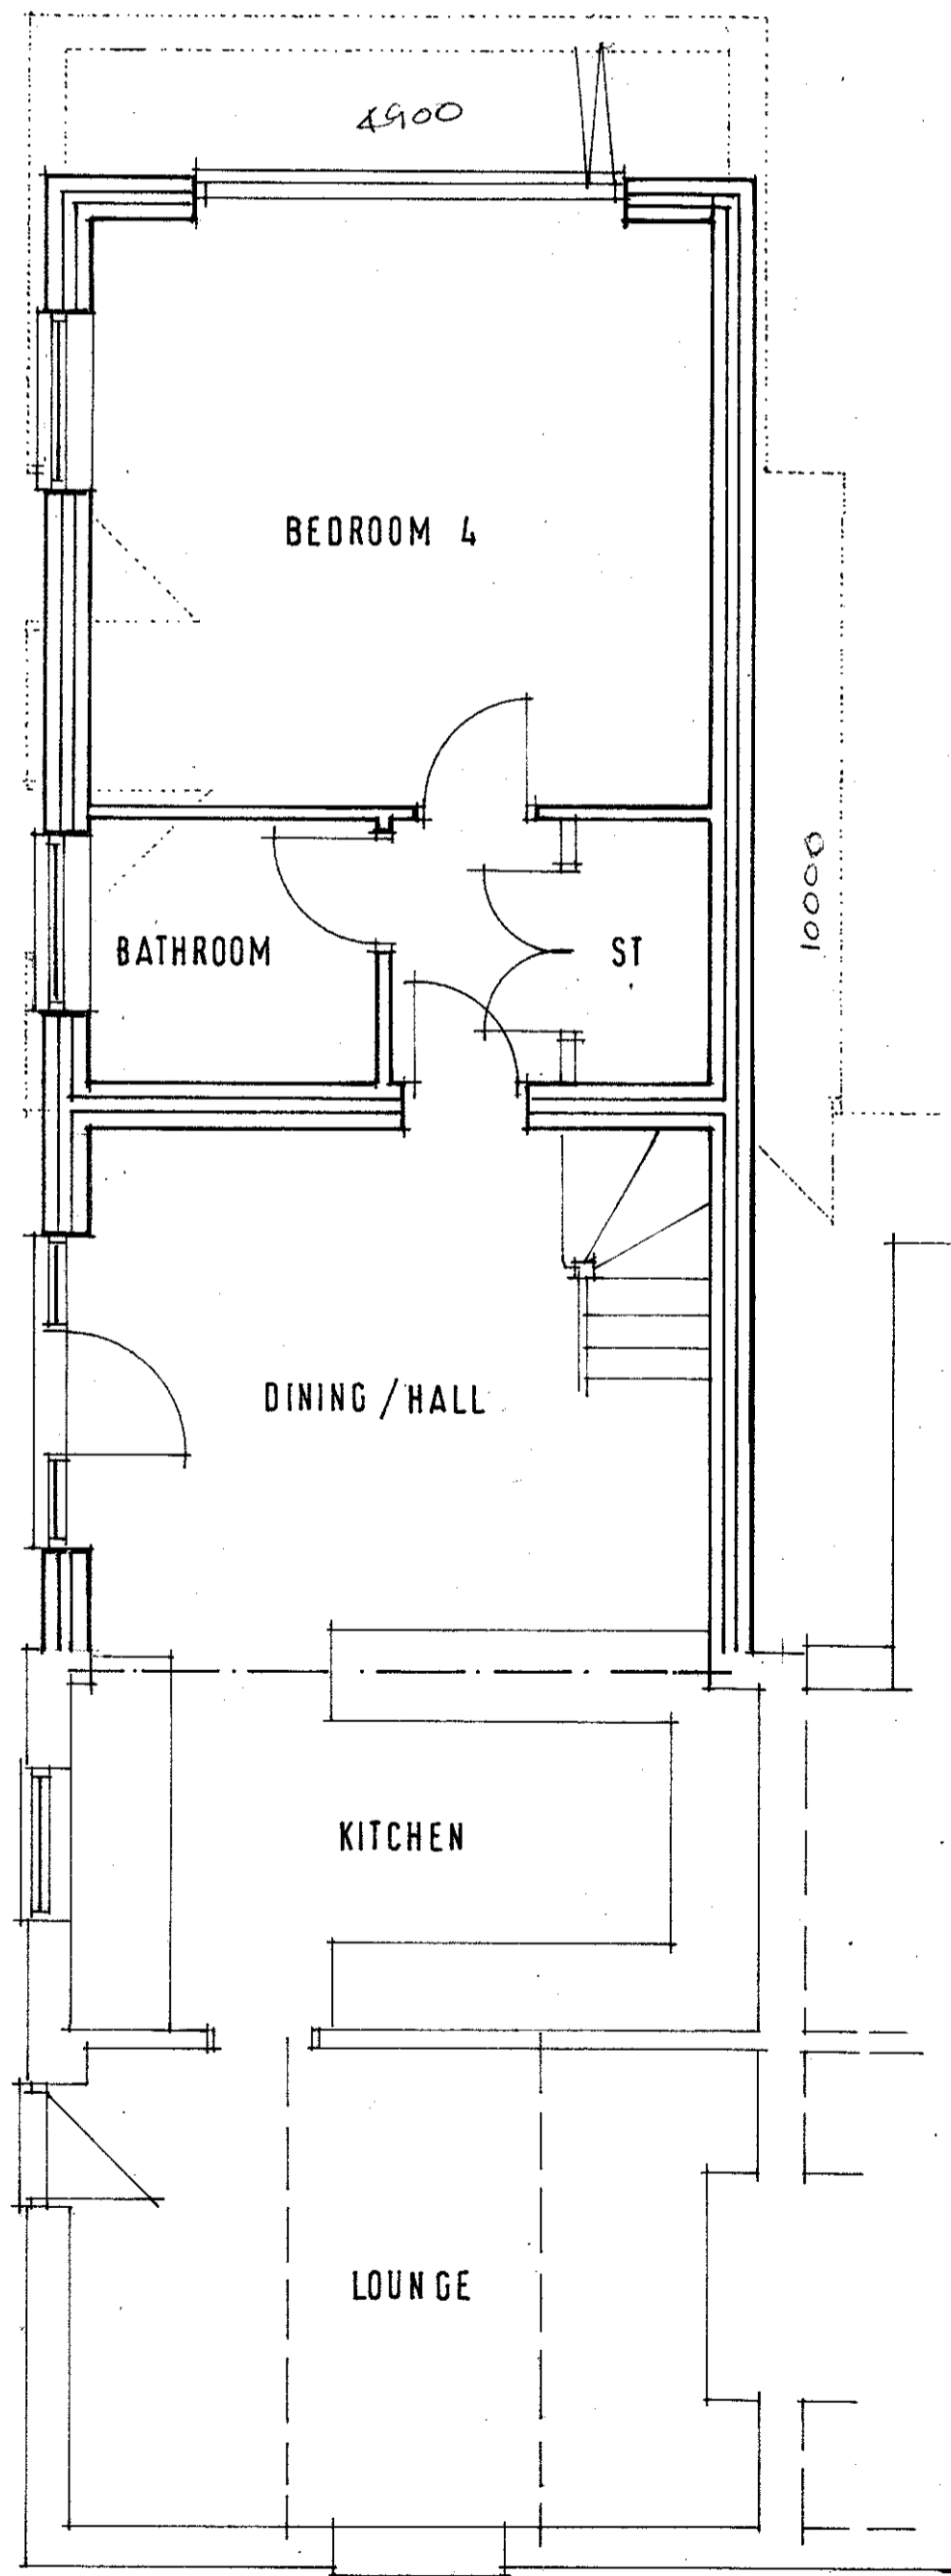 4900
BEDROOM 4
10000
BATHROOM
ST
DINING / HALL
KITCHEN
LOUNGE